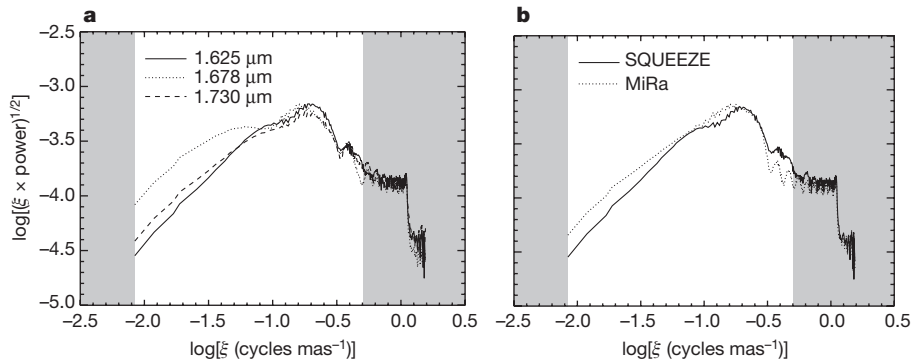 a
b
−2.5
−3.0
−3.5
−4.0
−4.5
−5.0
log[(ξ × power)^1/2]
1.625 μm
1.678 μm
1.730 μm
SQUEEZE
MiRa
−2.5 −2.0 −1.5 −1.0 −0.5 0.0 0.5
−2.5 −2.0 −1.5 −1.0 −0.5 0.0 0.5
log[ξ (cycles mas⁻¹)]
log[ξ (cycles mas⁻¹)]